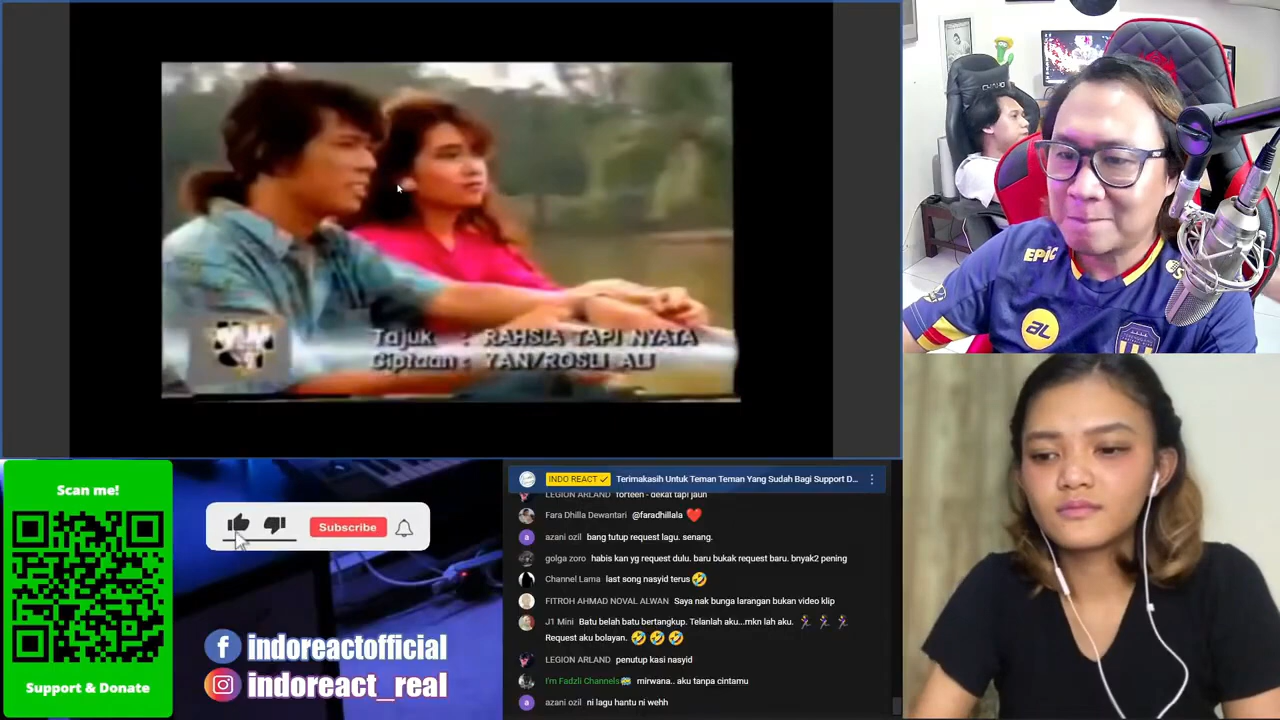 Tajuk : RAHSIA TAPI NYATA
Ciptaan : YAN/ROSLI ALI
EPIC
aL
Scan me!
Support & Donate
Subscribe
indoreactofficial
indoreact_real
INDO REACT Terimakasih Untuk Teman Teman Yang Sudah Bagi Support D...
LEGION ARLAND forteen - dekat tapi jaun
Fara Dhilla Dewantari @faradhillala ❤️
azani ozil bang tutup request lagu. senang.
golga zoro habis kan yg request dulu. baru bukak request baru. bnyak2 pening
Channel Lama last song nasyid terus 🤣
FITROH AHMAD NOVAL ALWAN Saya nak bunga larangan bukan video klip
J1 Mini Batu belah batu bertangkup. Telanlah aku...mkn lah aku.
Request aku bolayan. 🤣 🤣 🤣
LEGION ARLAND penutup kasi nasyid
I'm Fadzli Channels mirwana.. aku tanpa cintamu
azani ozil ni lagu hantu ni wehh